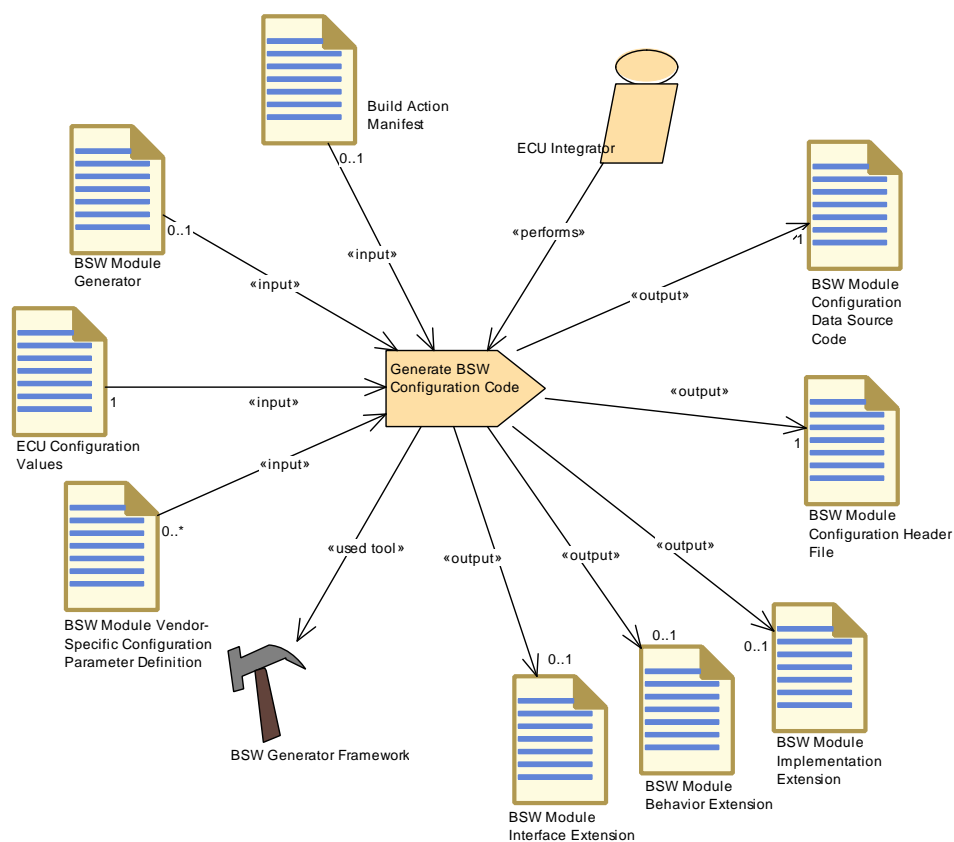 Build Action
Manifest
0..1
ECU Integrator
BSW Module
Generator
0..1
«input»
«input»
«performs»
«output»
1
BSW Module
Configuration
Data Source
Code
Generate BSW
Configuration Code
ECU Configuration
Values
1
«input»
«output»
1
BSW Module
Configuration Header
File
«input»
0..*
BSW Module Vendor-
Specific Configuration
Parameter Definition
«used tool»
BSW Generator Framework
«output»
0..1
BSW Module
Interface Extension
«output»
0..1
BSW Module
Behavior Extension
«output»
0..1
BSW Module
Implementation
Extension